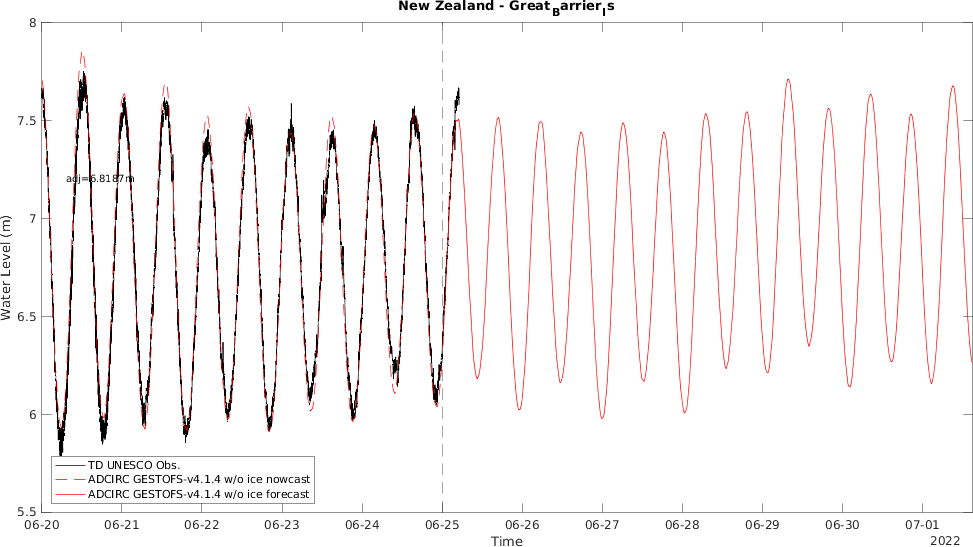 New Zealand - Great_Barrier_Is
8
7.5
adj=6.8187m
7
Water Level (m)
6.5
6
TD UNESCO Obs.
ADCIRC GESTOFS-v4.1.4 w/o ice nowcast
ADCIRC GESTOFS-v4.1.4 w/o ice forecast
5.5
06-20 06-21 06-22 06-23 06-24 06-25 06-26 06-27 06-28 06-29 06-30 07-01
Time
2022